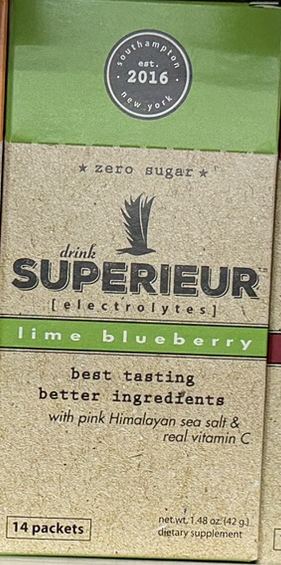 southampton
est.
2016
new york
★ zero sugar ★
drink
SUPERIEUR™
[electrolytes]
lime blueberry
best tasting
better ingredients
with pink Himalayan sea salt &
real vitamin C
14 packets
net wt. 1.48 oz. (42 g)
dietary supplement